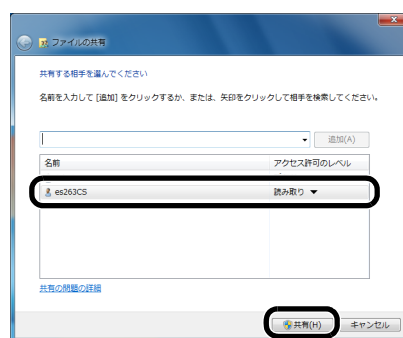 ファイルの共有
共有する相手を選んでください
名前を入力して [追加] をクリックするか、または、矢印をクリックして相手を検索してください。
追加(A)
名前 アクセス許可のレベル
es263CS 読み取り ▼
共有の問題の詳細
共有(H) キャンセル